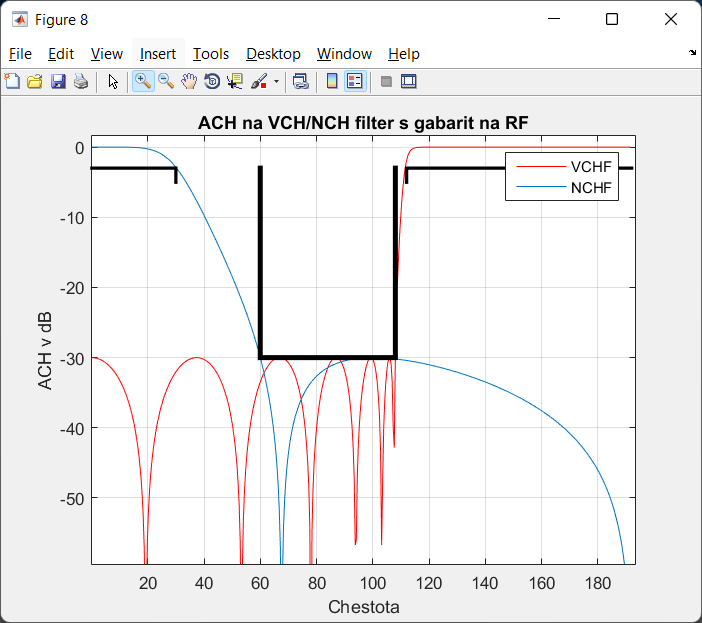 Figure 8
File Edit View Insert Tools Desktop Window Help
ACH na VCH/NCH filter s gabarit na RF
VCHF
NCHF
0
-10
-20
-30
-40
-50
ACH v dB
20 40 60 80 100 120 140 160 180
Chestota